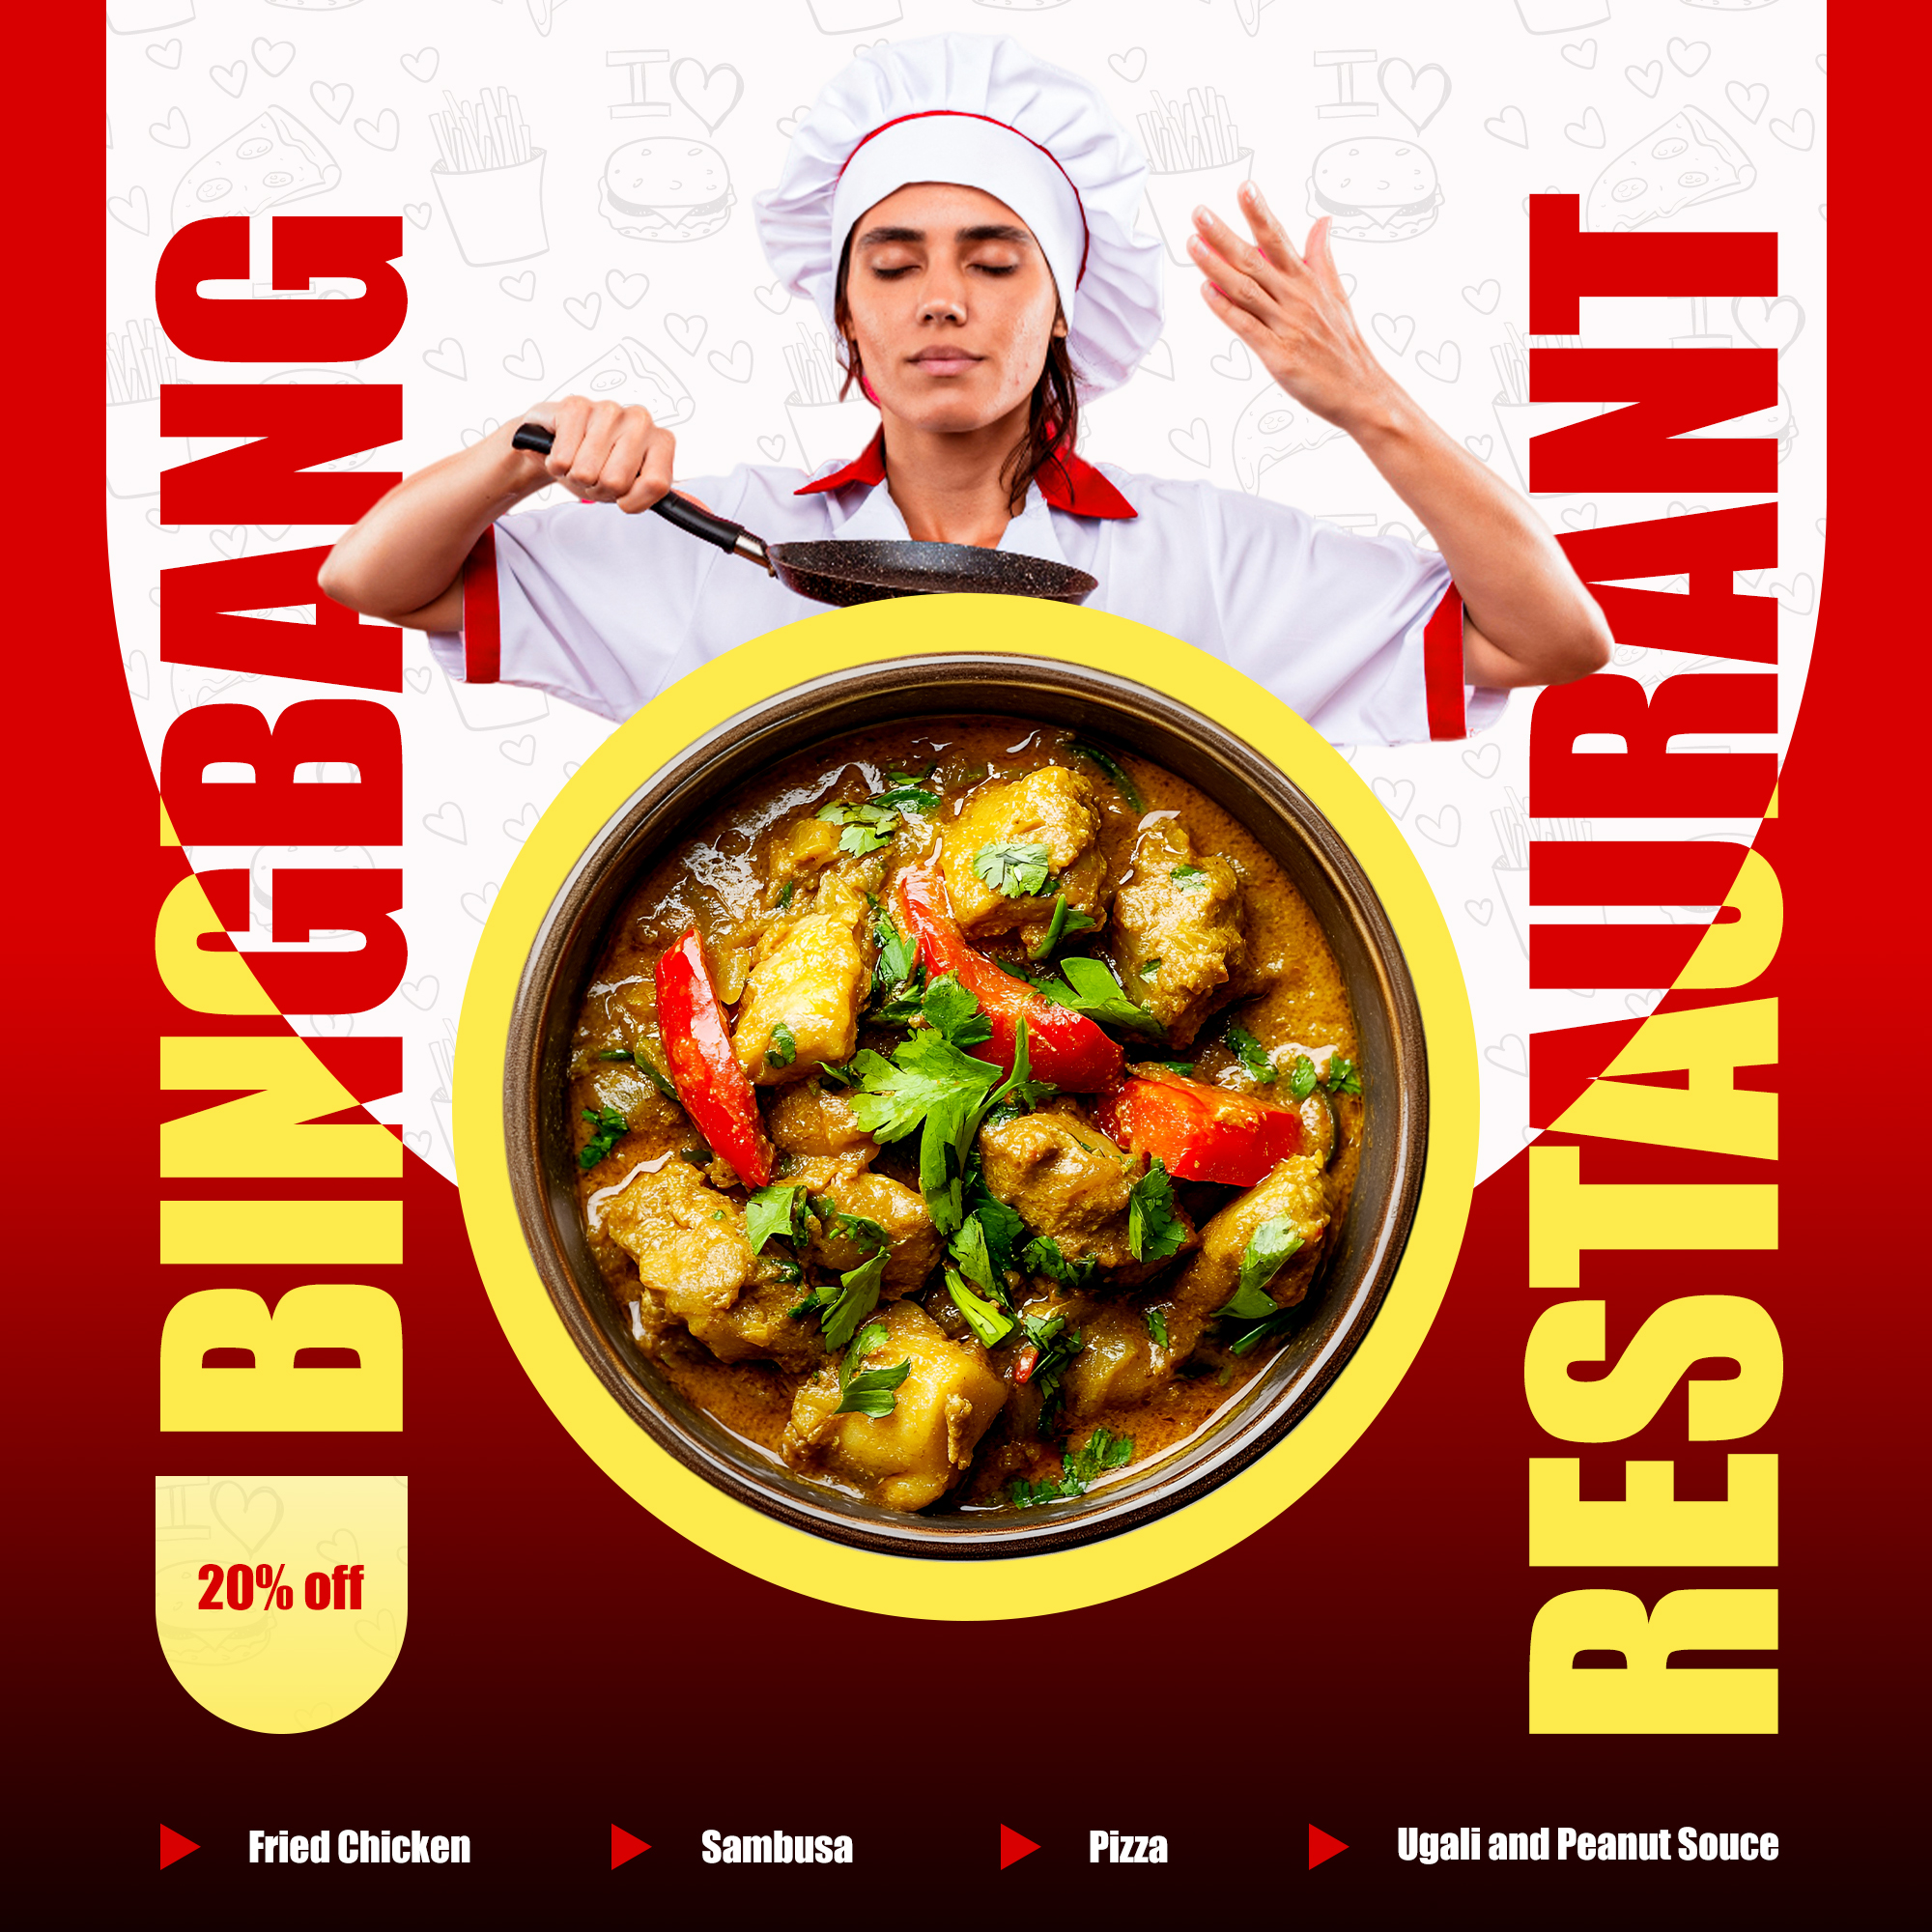 BINGBANG
RESTAURANT
20% off
Fried Chicken
Sambusa
Pizza
Ugali and Peanut Souce